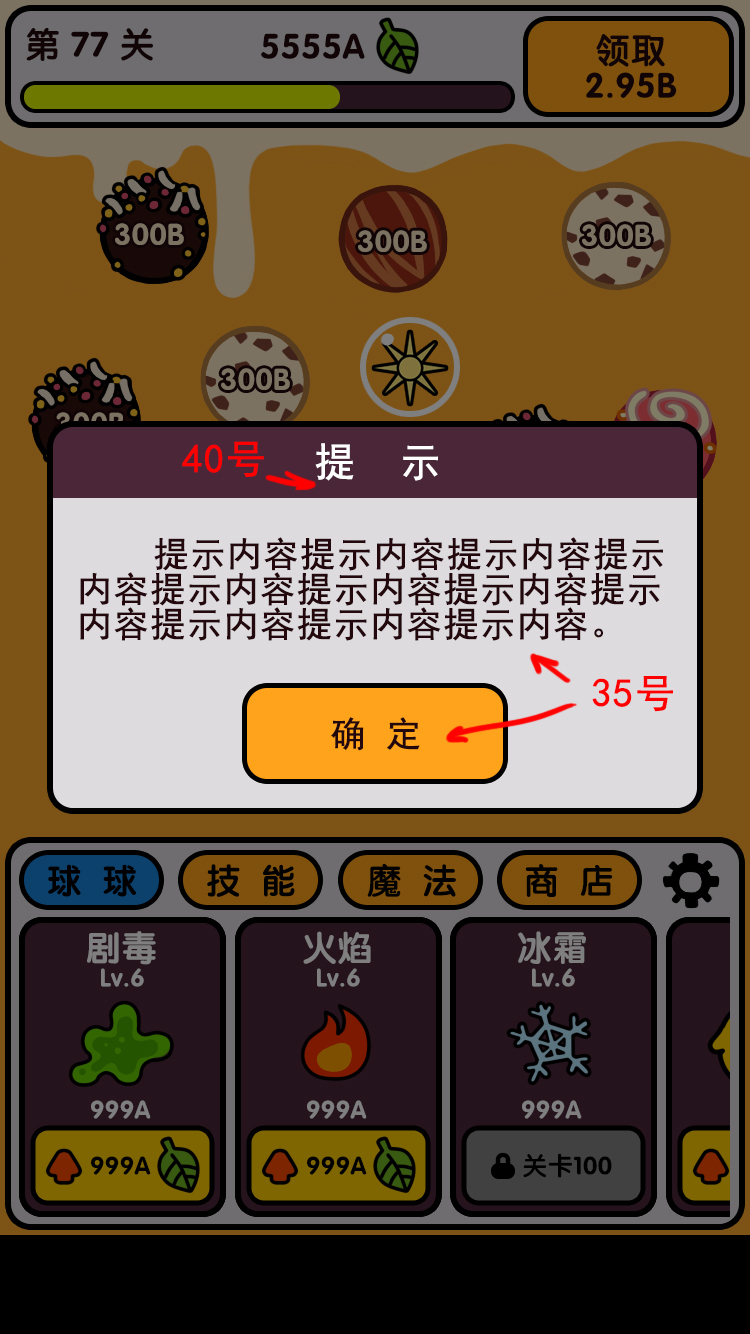 第 77 关
5555A
领取
2.95B
300B
300B
300B
300B
300B
40号
提 示
提示内容提示内容提示内容提示
内容提示内容提示内容提示内容提示
内容提示内容提示内容提示内容。
35号
确 定
球 球
技 能
魔 法
商 店
剧毒
Lv.6
999A
999A
火焰
Lv.6
999A
999A
冰霜
Lv.6
999A
关卡100